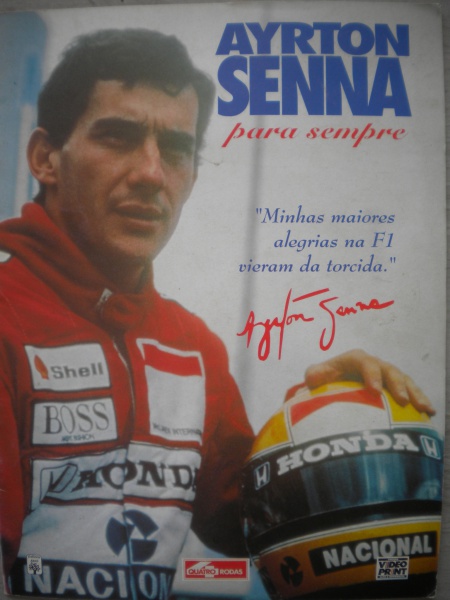 AYRTON
SENNA
para sempre
"Minhas maiores
alegrias na F1
vieram da torcida."
Ayrton Senna
Shell
BOSS
HONDA
NACI
HONDA
NACIONAL
QUATRO RODAS
VIDEO
PRINT